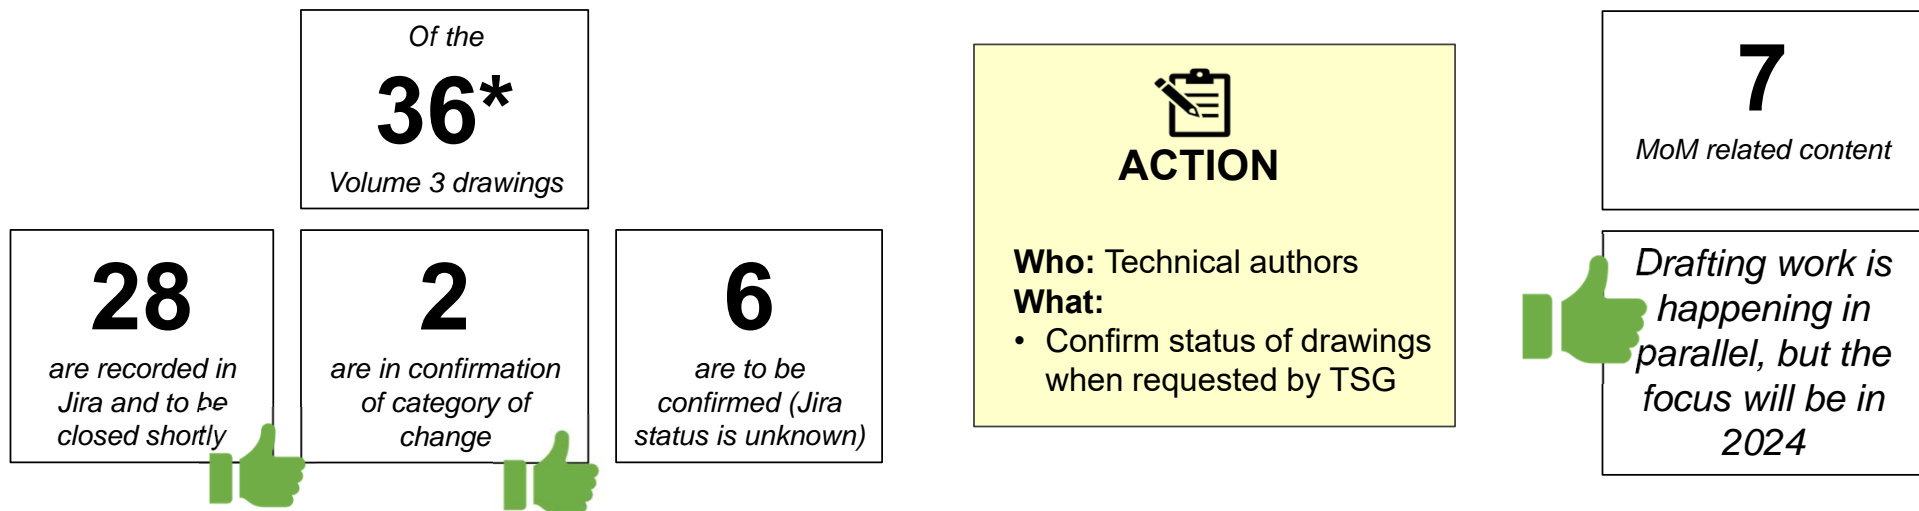 Of the
36*
Volume 3 drawings
28
are recorded in
Jira and to be
closed shortly
2
are in confirmation
of category of
change
6
are to be
confirmed (Jira
status is unknown)
ACTION
Who: Technical authors
What:
• Confirm status of drawings
when requested by TSG
7
MoM related content
Drafting work is
happening in
parallel, but the
focus will be in
2024